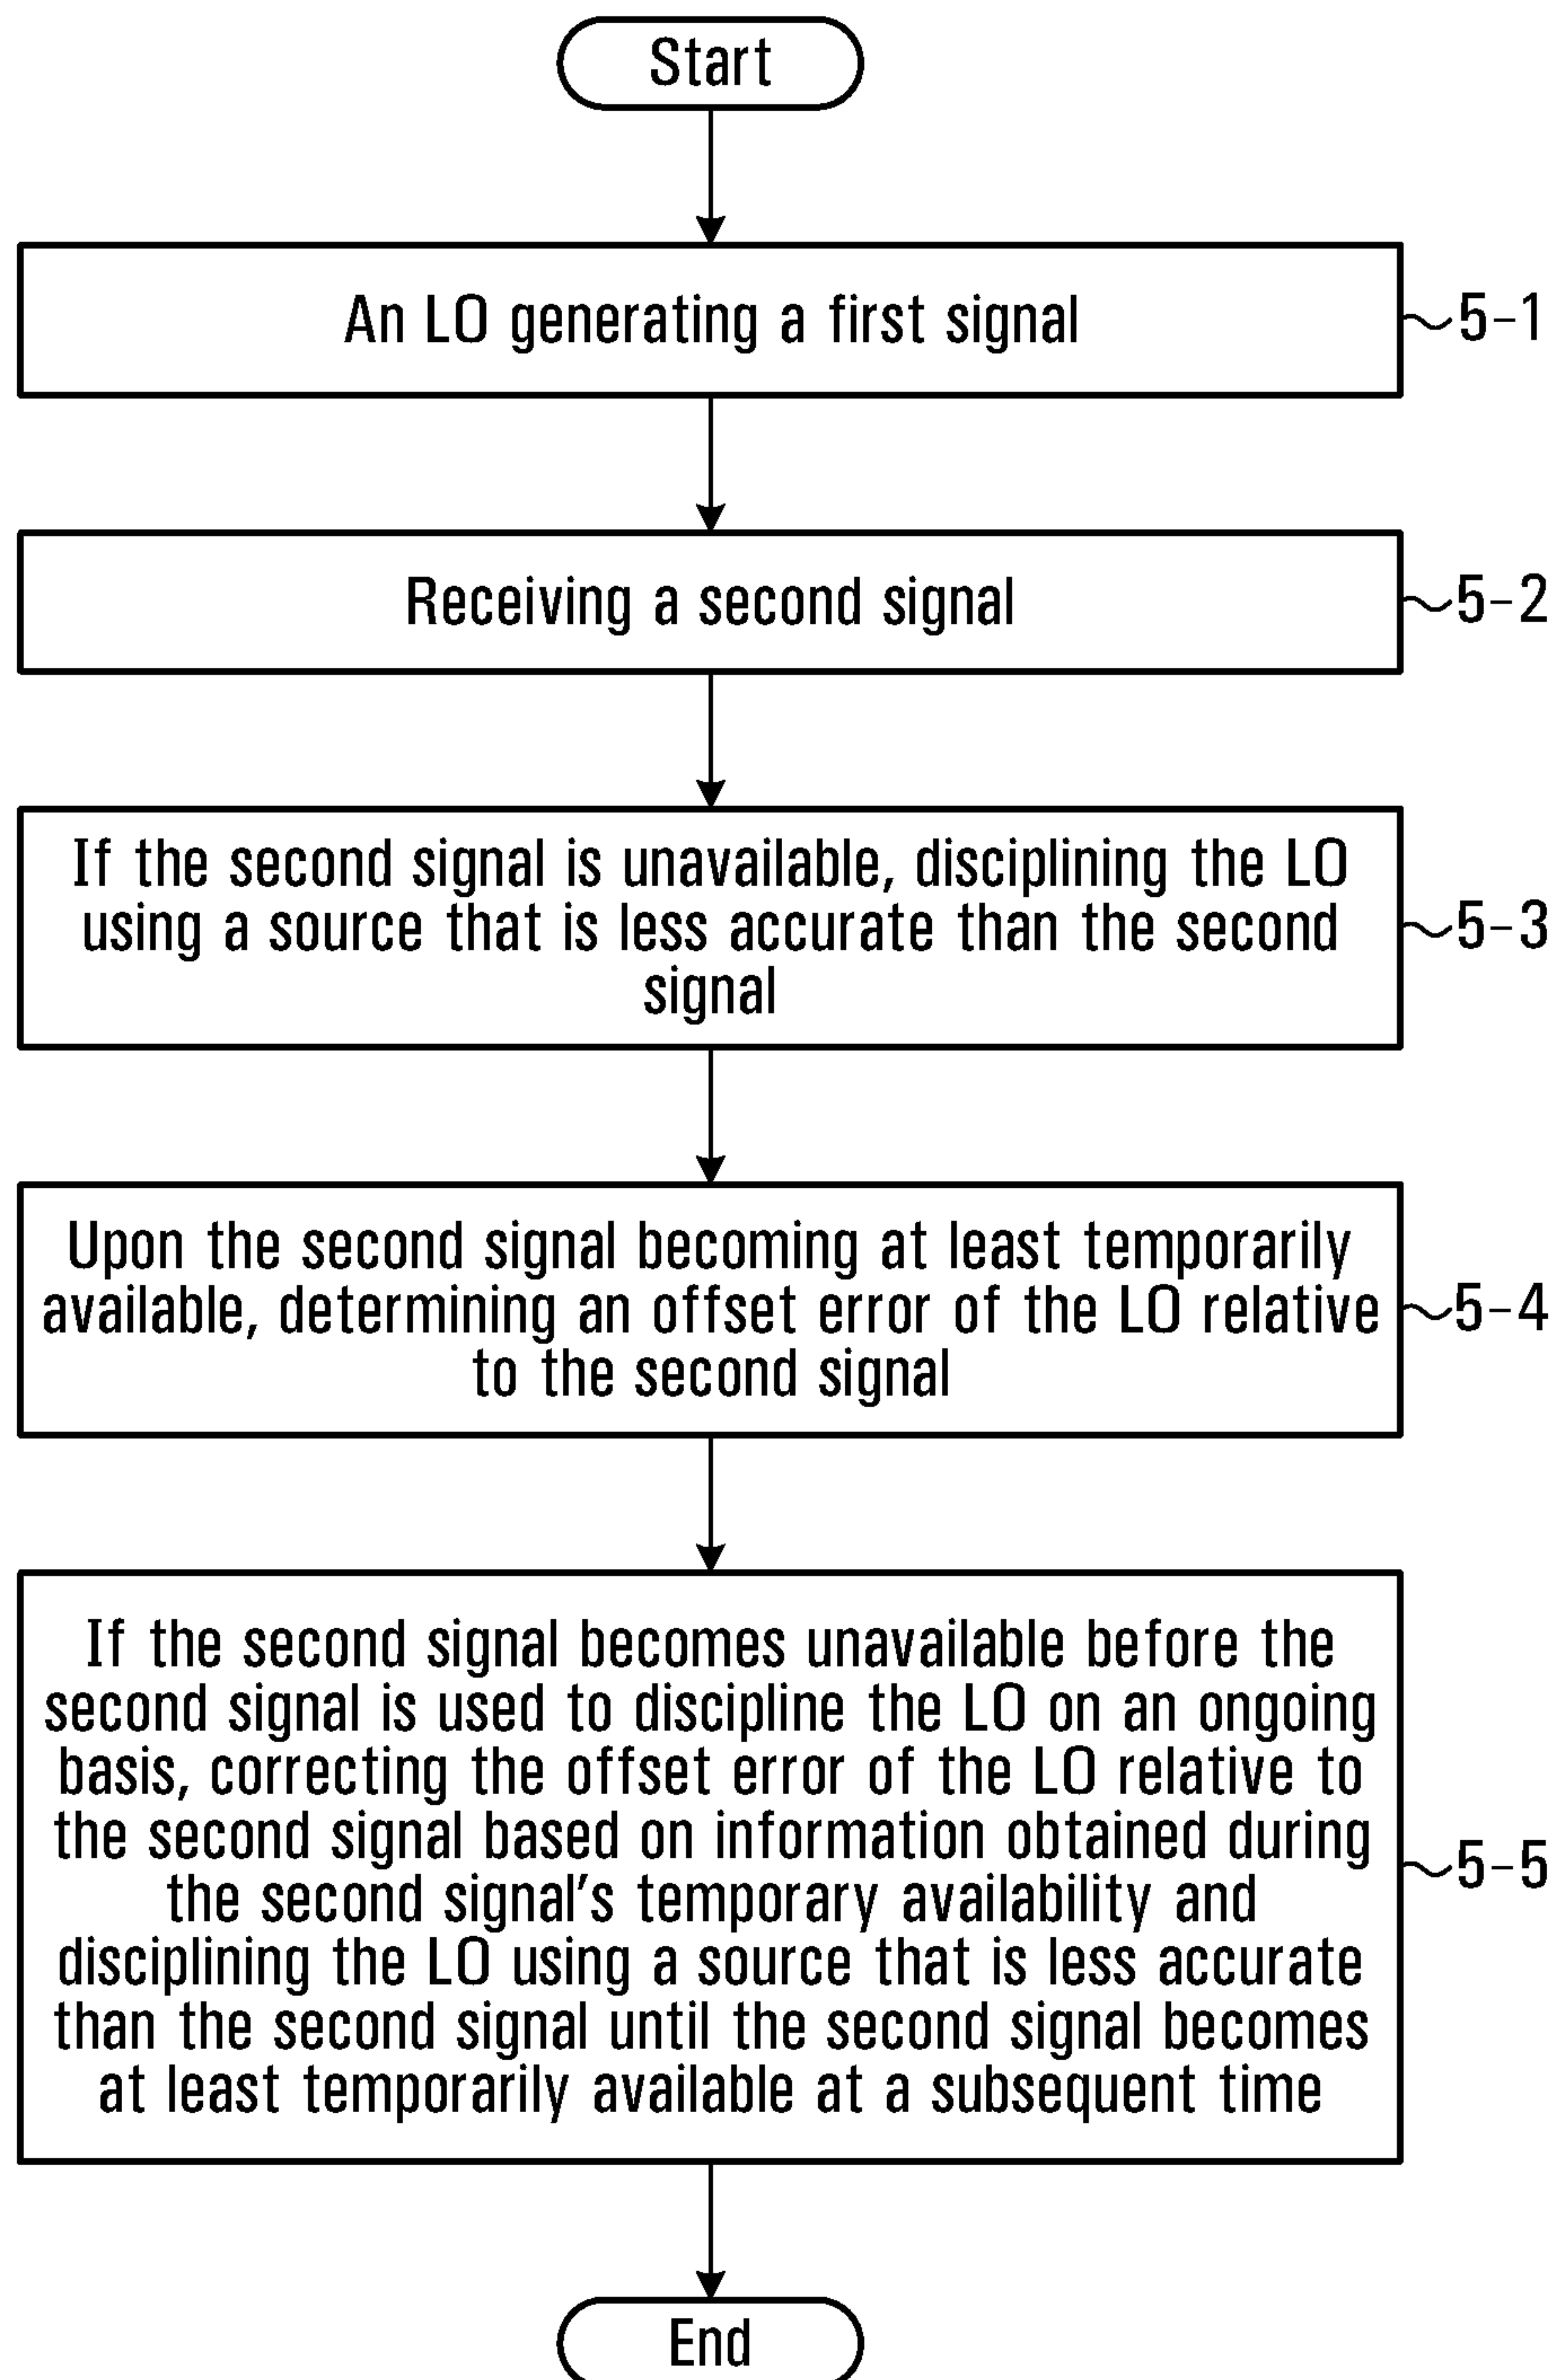 Start
An LO generating a first signal
5-1
Receiving a second signal
5-2
If the second signal is unavailable, disciplining the LO
using a source that is less accurate than the second
signal
5-3
Upon the second signal becoming at least temporarily
available, determining an offset error of the LO relative
to the second signal
5-4
If the second signal becomes unavailable before the
second signal is used to discipline the LO on an ongoing
basis, correcting the offset error of the LO relative to
the second signal based on information obtained during
the second signal's temporary availability and
disciplining the LO using a source that is less accurate
than the second signal until the second signal becomes
at least temporarily available at a subsequent time
5-5
End